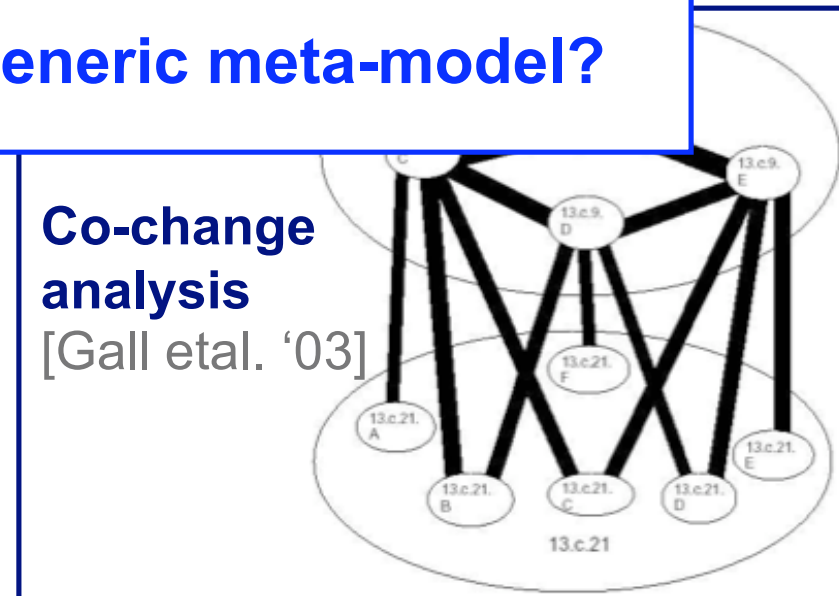 eneric meta-model?
C
13.c.9.
E
13.c.9.
D
Co-change
analysis
[Gall etal. ‘03]
13.c.21.
F
13.c.21.
A
13.c.21.
E
13.c.21.
B
13.c.21.
C
13.c.21.
D
13.c.21